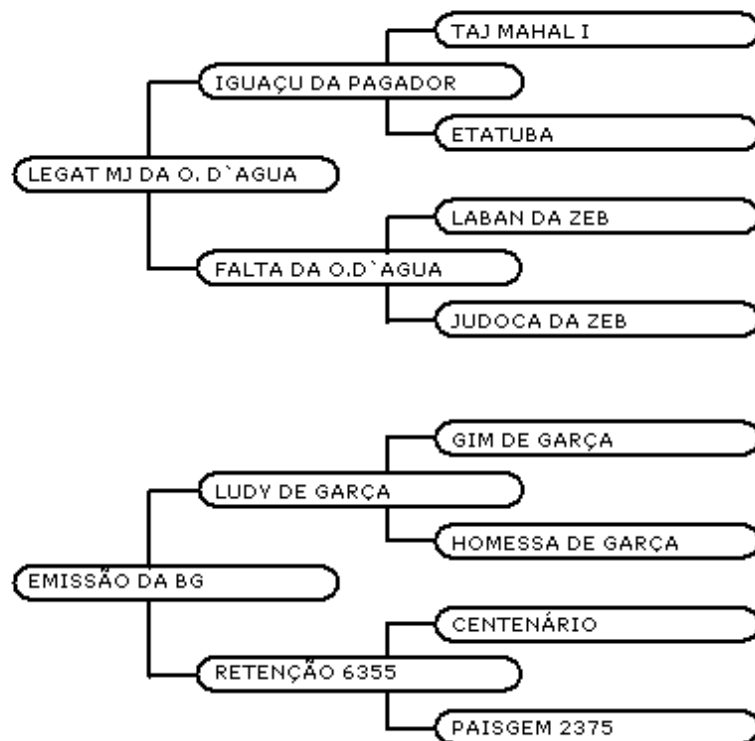 TAJ MAHAL I
IGUAÇU DA PAGADOR
ETATUBA
LEGAT MJ DA O. D`AGUA
LABAN DA ZEB
FALTA DA O.D`AGUA
JUDOCA DA ZEB
GIM DE GARÇA
LUDY DE GARÇA
HOMESSA DE GARÇA
EMISSÃO DA BG
CENTENÁRIO
RETENÇÃO 6355
PAISGEM 2375